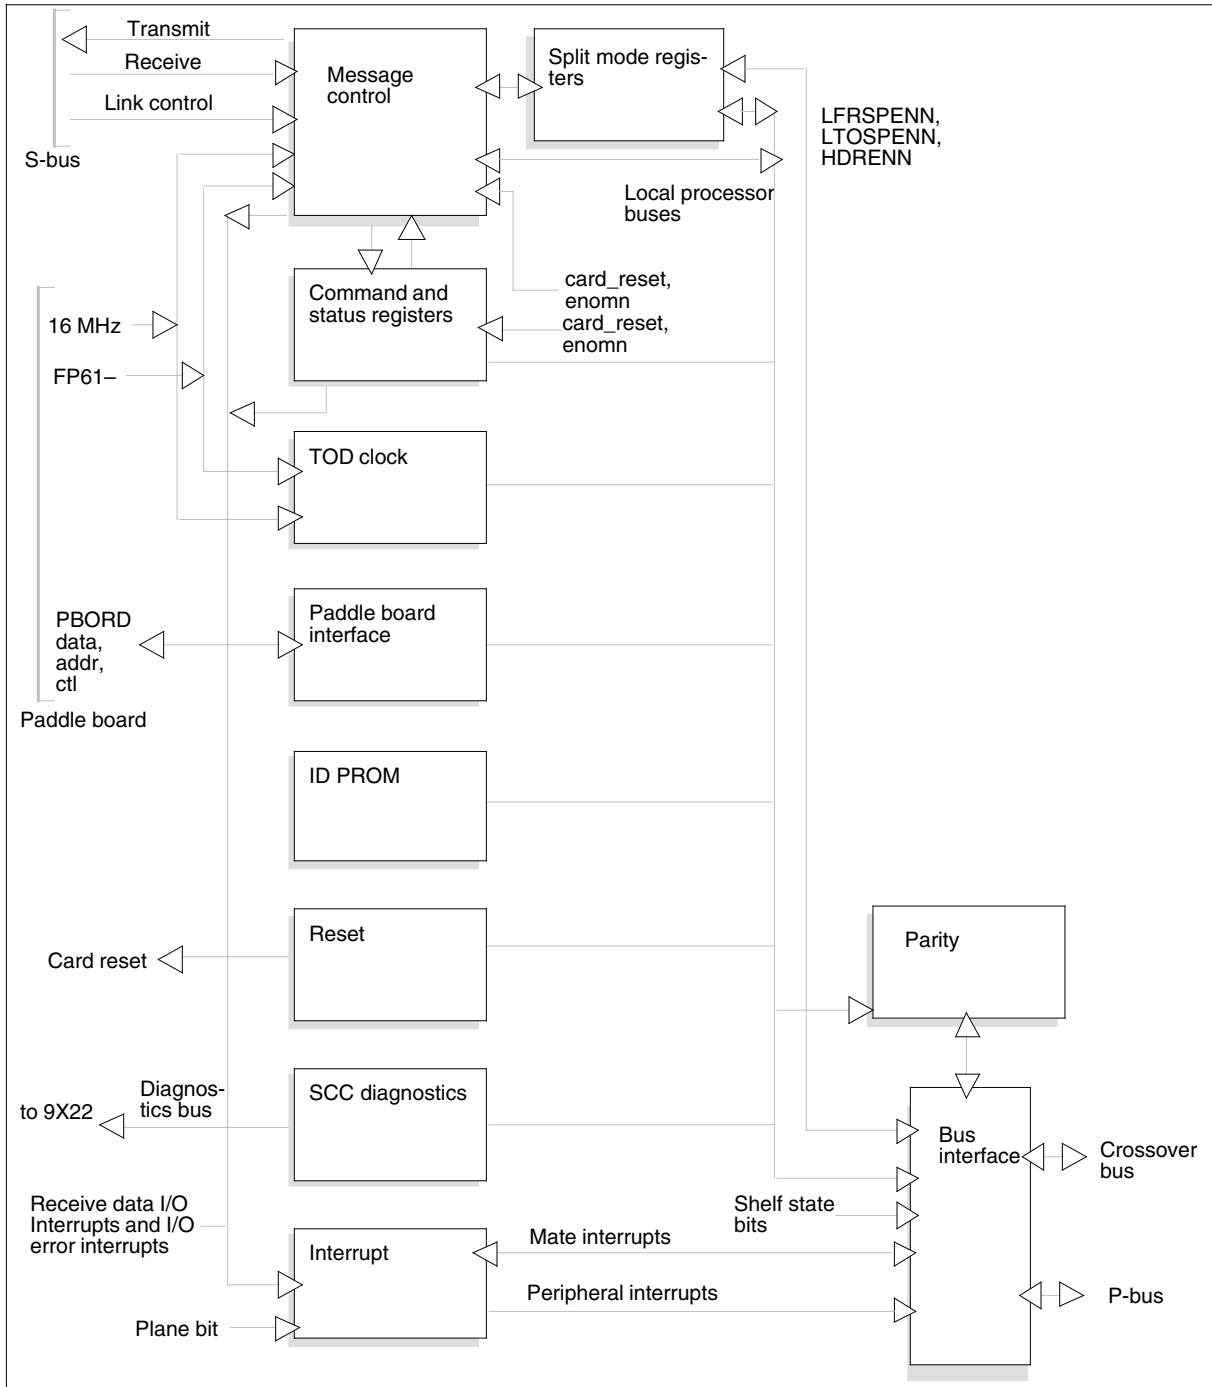 Transmit
Receive
Link control
S-bus
Message
control
Split mode regis-
ters
LFRSPENN,
LTOSPENN,
HDRENN
Local processor
buses
card_reset,
enomn
card_reset,
enomn
Command and
status registers
16 MHz
FP61–
TOD clock
PBORD
data,
addr,
ctl
Paddle board
Paddle board
interface
ID PROM
Reset
Card reset
Parity
SCC diagnostics
Diagnos-
tics bus
to 9X22
Bus
interface
Crossover
bus
Shelf state
bits
Receive data I/O
Interrupts and I/O
error interrupts
Interrupt
Mate interrupts
Peripheral interrupts
P-bus
Plane bit